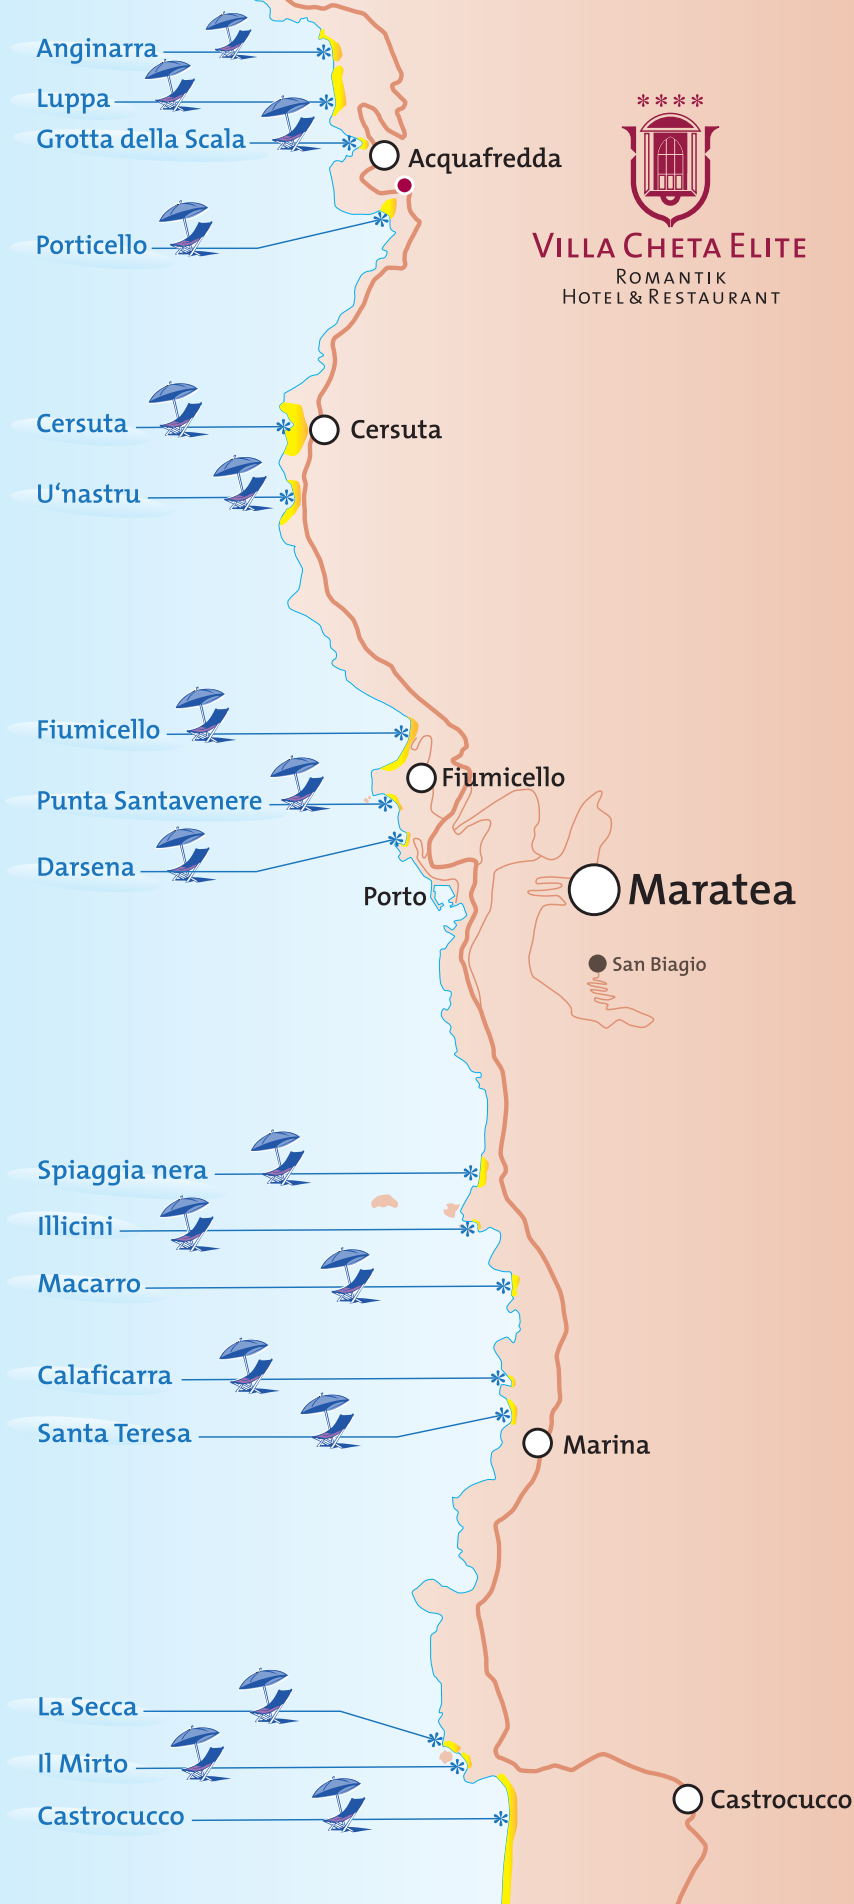 Anginarra
Luppa
Grotta della Scala
Acquafredda
****
VILLA CHETA ELITE
ROMANTIK
HOTEL & RESTAURANT
Porticello
Cersuta
Cersuta
U‘nastru
Fiumicello
Fiumicello
Punta Santavenere
Darsena
Porto
Maratea
San Biagio
Spiaggia nera
Illicini
Macarro
Calaficarra
Santa Teresa
Marina
La Secca
Il Mirto
Castrocucco
Castrocucco